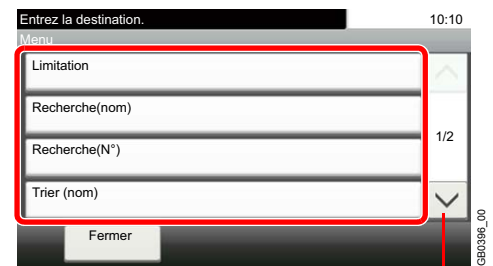 Entrez la destination. 10:10
Menu
Limitation
Recherche(nom)
1/2
Recherche(N°)
Trier (nom)
Fermer
GB0396_00